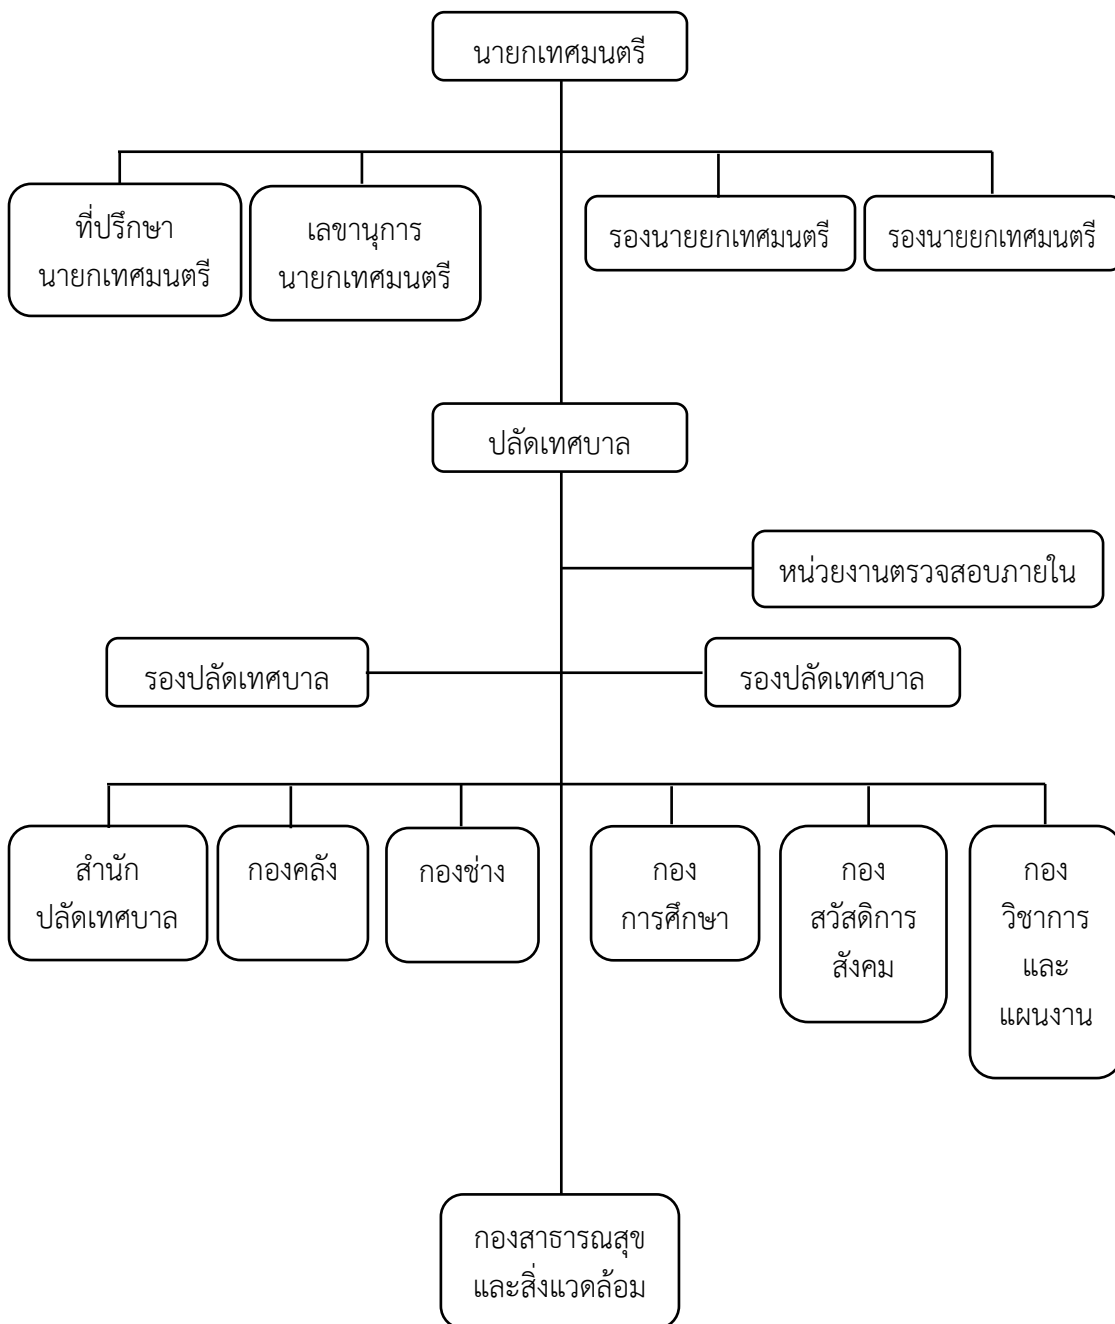 นายกเทศมนตรี
ที่ปรึกษา
นายกเทศมนตรี
เลขานุการ
นายกเทศมนตรี
รองนายยกเทศมนตรี
รองนายยกเทศมนตรี
ปลัดเทศบาล
หน่วยงานตรวจสอบภายใน
รองปลัดเทศบาล
รองปลัดเทศบาล
สำนัก
ปลัดเทศบาล
กองคลัง
กองช่าง
กอง
การศึกษา
กอง
สวัสดิการ
สังคม
กอง
วิชาการ
และ
แผนงาน
กองสาธารณสุข
และสิ่งแวดล้อม